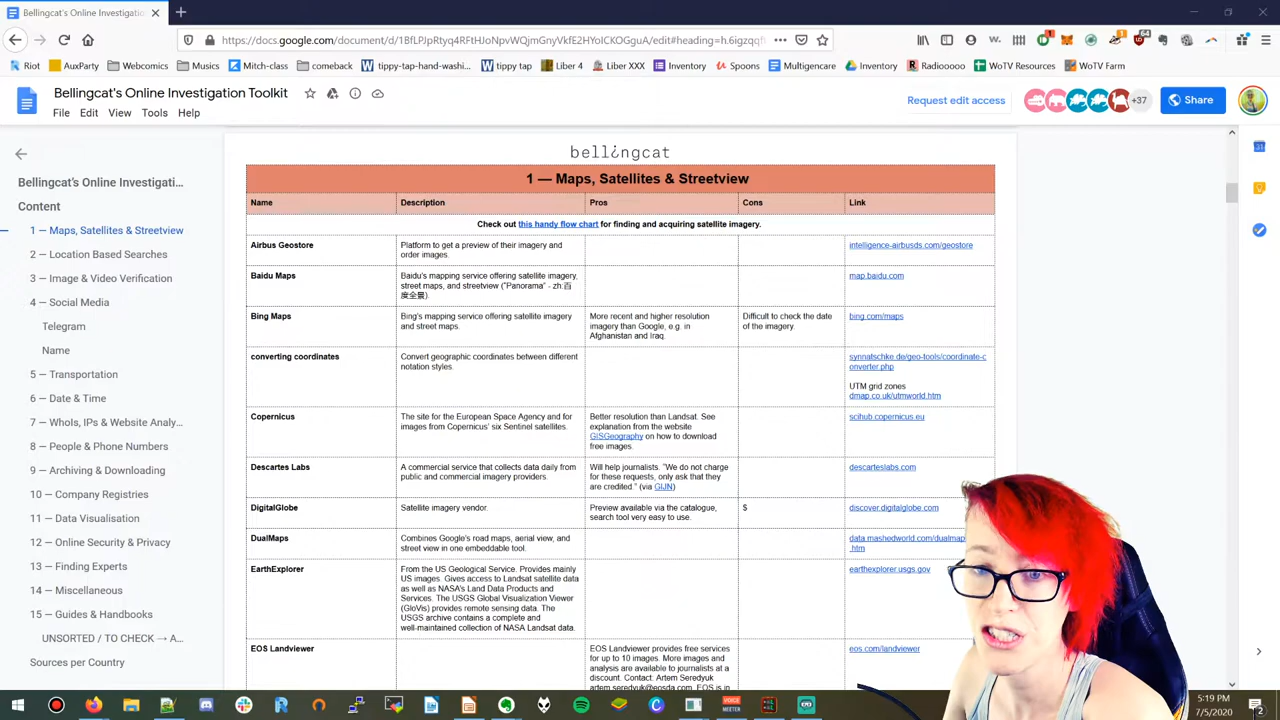 Bellingcat's Online Investigatio
https://docs.google.com/document/d/1BfLPJpRtyq4RFtHJoNpvWQjmGnyVkfE2HYoICKOGguA/edit#heading=h.6igzqqf
Riot AuxParty Webcomics Musics Mitch-class comeback tippy-tap-hand-washi... tippy tap Liber 4 Liber XXX Inventory Spoons Multigencare Inventory Radiooooo WoTV Resources WoTV Farm
Bellingcat's Online Investigation Toolkit
File Edit View Tools Help
Request edit access
+37
Share
Bellingcat's Online Investigati...
Content
1 — Maps, Satellites & Streetview
2 — Location Based Searches
3 — Image & Video Verification
4 — Social Media
Telegram
Name
5 — Transportation
6 — Date & Time
7 — WhoIs, IPs & Website Analy...
8 — People & Phone Numbers
9 — Archiving & Downloading
10 — Company Registries
11 — Data Visualisation
12 — Online Security & Privacy
13 — Finding Experts
14 — Miscellaneous
15 — Guides & Handbooks
UNSORTED / TO CHECK → A...
Sources per Country
bell¿ngcat
1 — Maps, Satellites & Streetview
Name Description Pros Cons Link
Check out this handy flow chart for finding and acquiring satellite imagery.
Airbus Geostore
Platform to get a preview of their imagery and
order images.
intelligence-airbusds.com/geostore
Baidu Maps
Baidu's mapping service offering satellite imagery,
street maps, and streetview ("Panorama" - zh:百
度全景).
map.baidu.com
Bing Maps
Bing's mapping service offering satellite imagery
and street maps.
More recent and higher resolution
imagery than Google, e.g. in
Afghanistan and Iraq.
Difficult to check the date
of the imagery.
bing.com/maps
converting coordinates
Convert geographic coordinates between different
notation styles.
synnatschke.de/geo-tools/coordinate-c
onverter.php
UTM grid zones
dmap.co.uk/utmworld.htm
Copernicus
The site for the European Space Agency and for
images from Copernicus' six Sentinel satellites.
Better resolution than Landsat. See
explanation from the website
GISGeography on how to download
free images.
scihub.copernicus.eu
Descartes Labs
A commercial service that collects data daily from
public and commercial imagery providers.
Will help journalists. "We do not charge
for these requests, only ask that they
are credited." (via GIJN)
descarteslabs.com
DigitalGlobe
Satellite imagery vendor.
Preview available via the catalogue,
search tool very easy to use.
$
discover.digitalglobe.com
DualMaps
Combines Google's road maps, aerial view, and
street view in one embeddable tool.
data.mashedworld.com/dualmap
.htm
EarthExplorer
From the US Geological Service. Provides mainly
US images. Gives access to Landsat satellite data
as well as NASA's Land Data Products and
Services. The USGS Global Visualization Viewer
(GloVis) provides remote sensing data. The
USGS archive contains a complete and
well-maintained collection of NASA Landsat data.
earthexplorer.usgs.gov
EOS Landviewer
EOS Landviewer provides free services
for up to 10 images. More images and
analysis are available to journalists at a
discount. Contact: Artem Seredyuk
artem.seredyuk@eosda.com. EOS is in
eos.com/landviewer
5:19 PM
7/5/2020